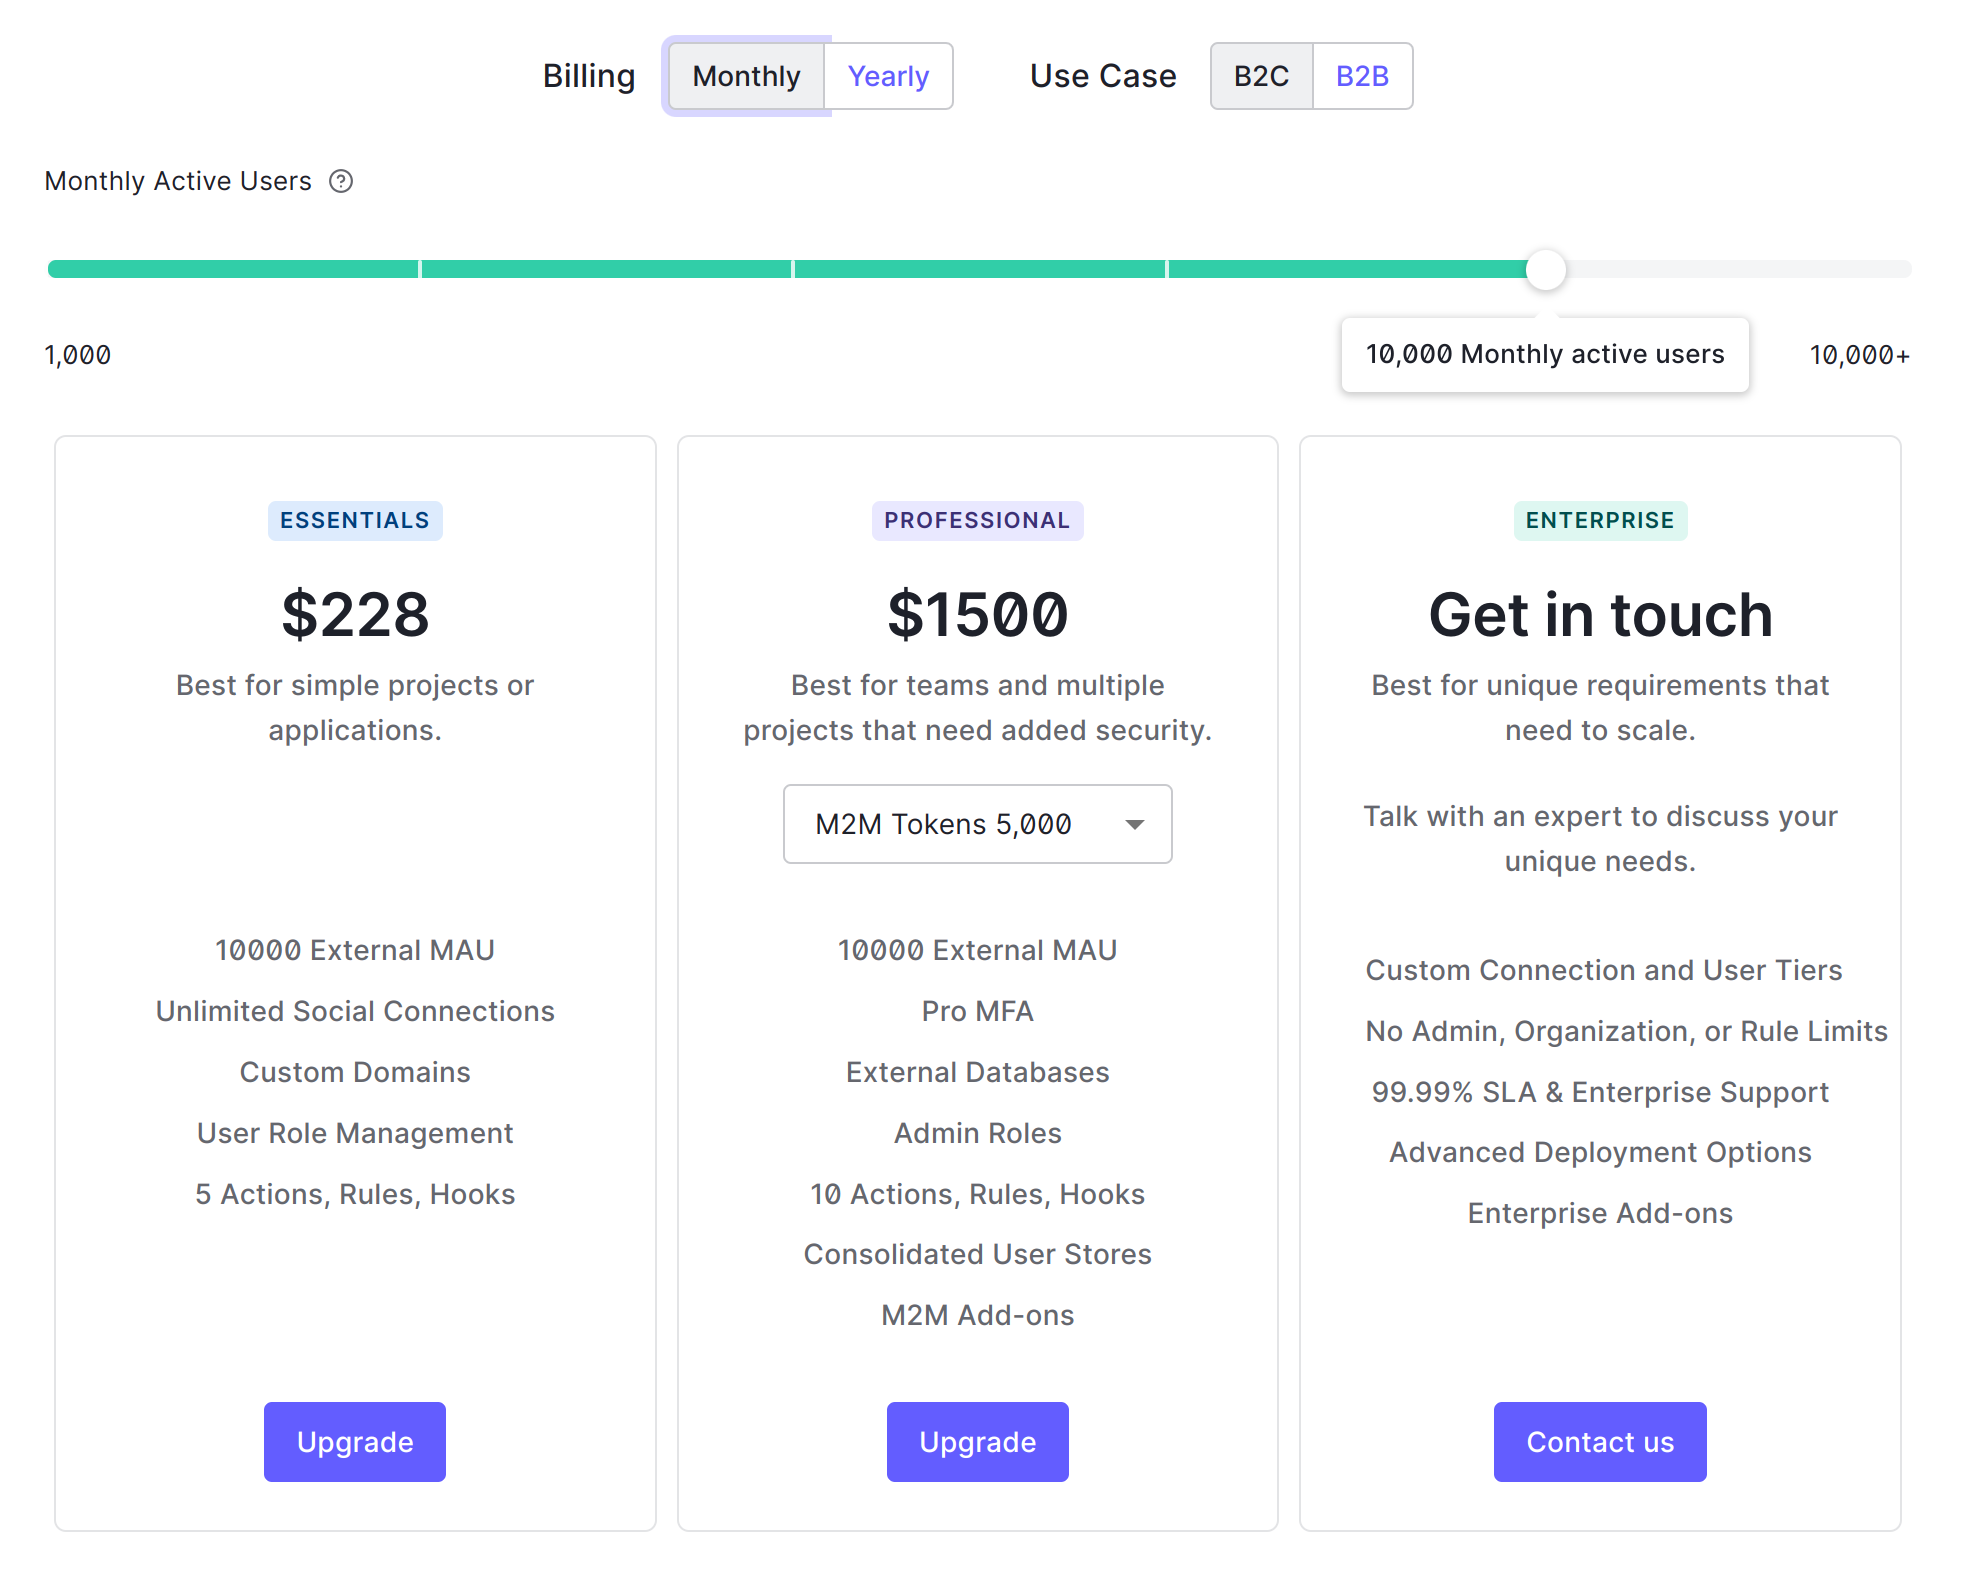 Billing Monthly Yearly Use Case B2C B2B
Monthly Active Users ?
1,000
10,000 Monthly active users
10,000+
ESSENTIALS
$228
Best for simple projects or
applications.
10000 External MAU
Unlimited Social Connections
Custom Domains
User Role Management
5 Actions, Rules, Hooks
Upgrade
PROFESSIONAL
$1500
Best for teams and multiple
projects that need added security.
M2M Tokens 5,000
10000 External MAU
Pro MFA
External Databases
Admin Roles
10 Actions, Rules, Hooks
Consolidated User Stores
M2M Add-ons
Upgrade
ENTERPRISE
Get in touch
Best for unique requirements that
need to scale.
Talk with an expert to discuss your
unique needs.
Custom Connection and User Tiers
No Admin, Organization, or Rule Limits
99.99% SLA & Enterprise Support
Advanced Deployment Options
Enterprise Add-ons
Contact us